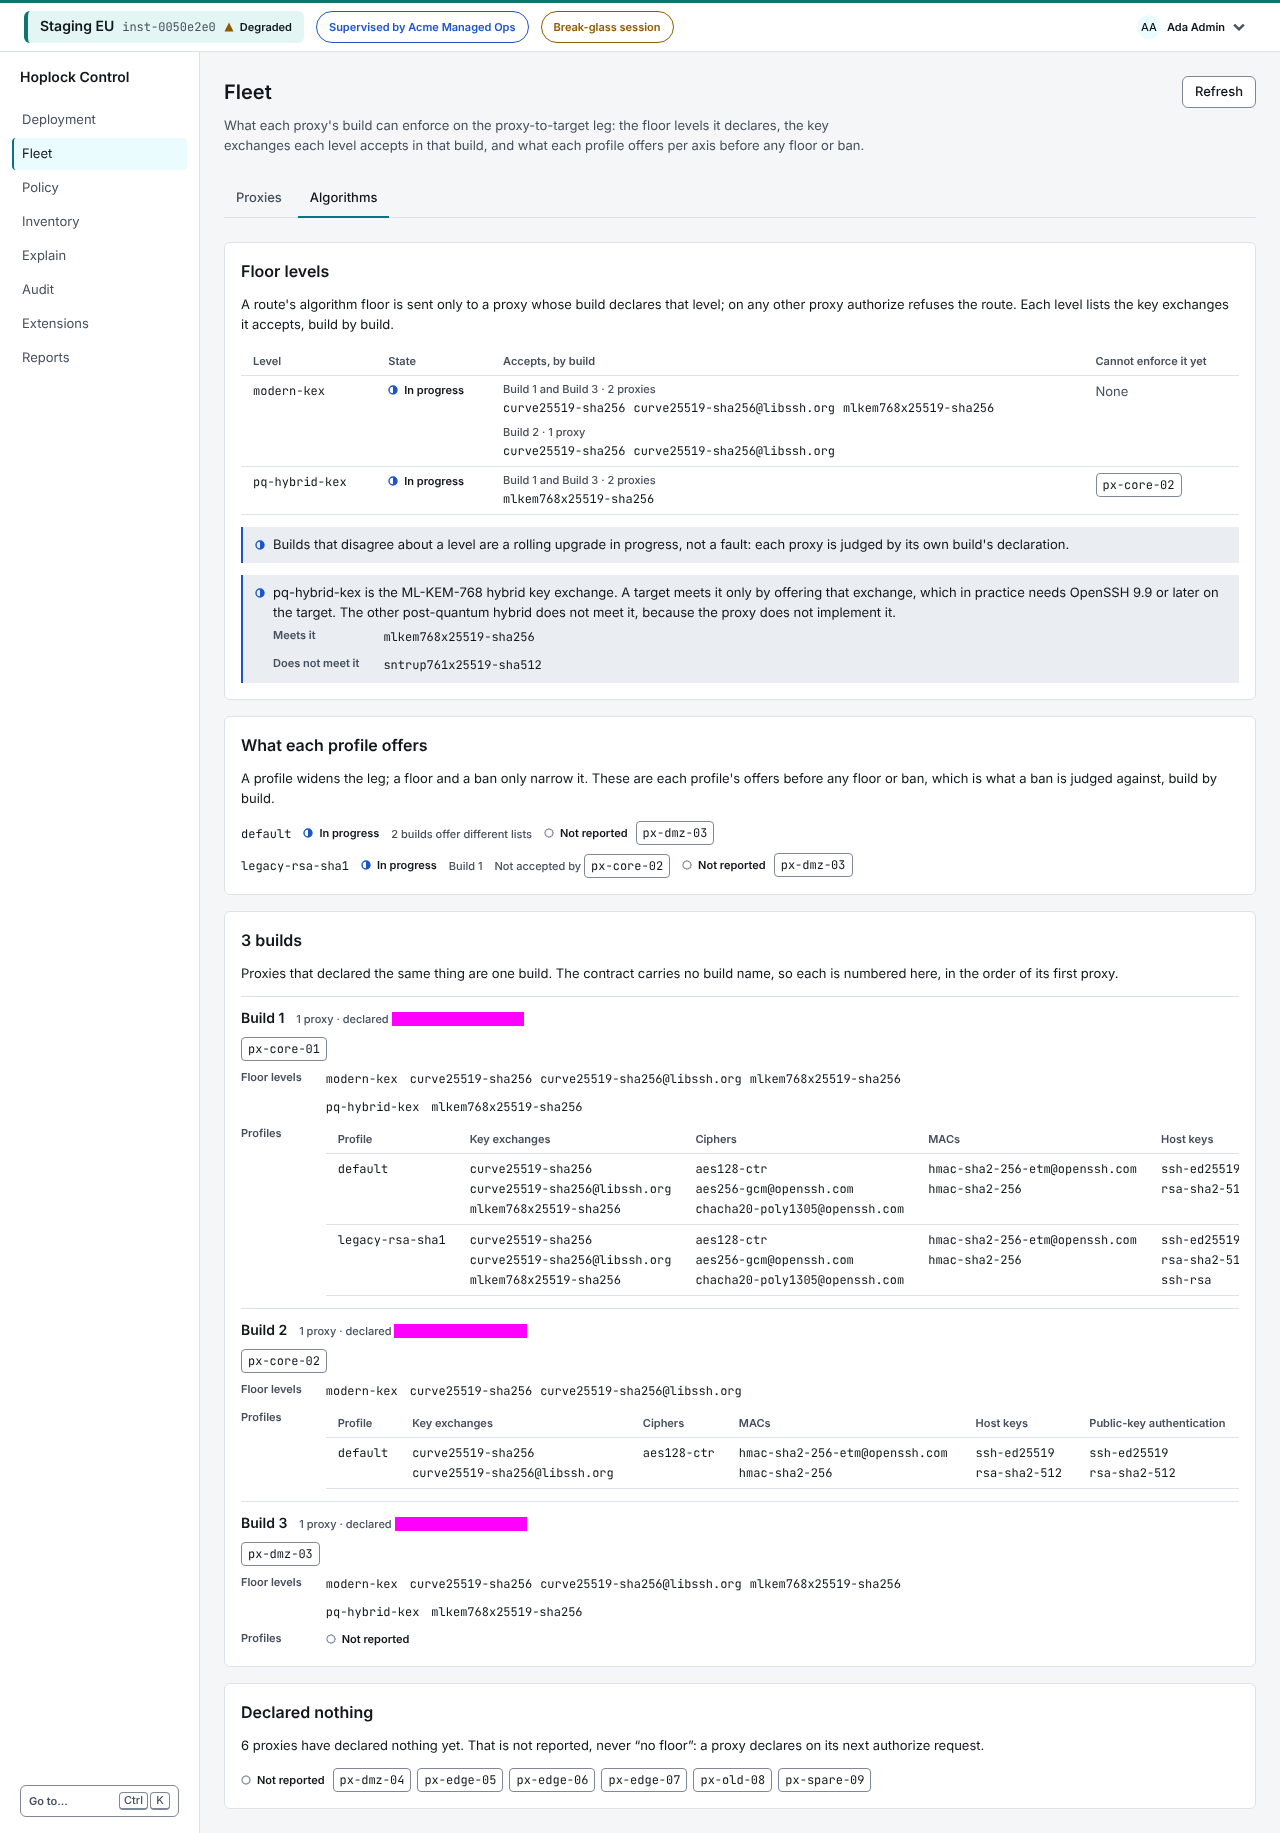 Staging EU inst-0050e2e0 Degraded Supervised by Acme Managed Ops Break-glass session AA Ada Admin
Hoplock Control
Deployment
Fleet
Policy
Inventory
Explain
Audit
Extensions
Reports
Go to... Ctrl K
Fleet
Refresh
What each proxy's build can enforce on the proxy-to-target leg: the floor levels it declares, the key
exchanges each level accepts in that build, and what each profile offers per axis before any floor or ban.
Proxies Algorithms
Floor levels
A route's algorithm floor is sent only to a proxy whose build declares that level; on any other proxy authorize refuses the route. Each level lists the key exchanges
it accepts, build by build.
Level State Accepts, by build Cannot enforce it yet
modern-kex In progress Build 1 and Build 3 · 2 proxies None
curve25519-sha256 curve25519-sha256@libssh.org mlkem768x25519-sha256
Build 2 · 1 proxy
curve25519-sha256 curve25519-sha256@libssh.org
pq-hybrid-kex In progress Build 1 and Build 3 · 2 proxies px-core-02
mlkem768x25519-sha256
Builds that disagree about a level are a rolling upgrade in progress, not a fault: each proxy is judged by its own build's declaration.
pq-hybrid-kex is the ML-KEM-768 hybrid key exchange. A target meets it only by offering that exchange, which in practice needs OpenSSH 9.9 or later on
the target. The other post-quantum hybrid does not meet it, because the proxy does not implement it.
Meets it mlkem768x25519-sha256
Does not meet it sntrup761x25519-sha512
What each profile offers
A profile widens the leg; a floor and a ban only narrow it. These are each profile's offers before any floor or ban, which is what a ban is judged against, build by
build.
default In progress 2 builds offer different lists Not reported px-dmz-03
legacy-rsa-sha1 In progress Build 1 Not accepted by px-core-02 Not reported px-dmz-03
3 builds
Proxies that declared the same thing are one build. The contract carries no build name, so each is numbered here, in the order of its first proxy.
Build 1 1 proxy · declared
px-core-01
Floor levels modern-kex curve25519-sha256 curve25519-sha256@libssh.org mlkem768x25519-sha256
pq-hybrid-kex mlkem768x25519-sha256
Profiles Profile Key exchanges Ciphers MACs Host keys
default curve25519-sha256 aes128-ctr hmac-sha2-256-etm@openssh.com ssh-ed25519
curve25519-sha256@libssh.org aes256-gcm@openssh.com hmac-sha2-256 rsa-sha2-51
mlkem768x25519-sha256 chacha20-poly1305@openssh.com
legacy-rsa-sha1 curve25519-sha256 aes128-ctr hmac-sha2-256-etm@openssh.com ssh-ed25519
curve25519-sha256@libssh.org aes256-gcm@openssh.com hmac-sha2-256 rsa-sha2-51
mlkem768x25519-sha256 chacha20-poly1305@openssh.com ssh-rsa
Build 2 1 proxy · declared
px-core-02
Floor levels modern-kex curve25519-sha256 curve25519-sha256@libssh.org
Profiles Profile Key exchanges Ciphers MACs Host keys Public-key authentication
default curve25519-sha256 aes128-ctr hmac-sha2-256-etm@openssh.com ssh-ed25519 ssh-ed25519
curve25519-sha256@libssh.org hmac-sha2-256 rsa-sha2-512 rsa-sha2-512
Build 3 1 proxy · declared
px-dmz-03
Floor levels modern-kex curve25519-sha256 curve25519-sha256@libssh.org mlkem768x25519-sha256
pq-hybrid-kex mlkem768x25519-sha256
Profiles Not reported
Declared nothing
6 proxies have declared nothing yet. That is not reported, never “no floor”: a proxy declares on its next authorize request.
Not reported px-dmz-04 px-edge-05 px-edge-06 px-edge-07 px-old-08 px-spare-09